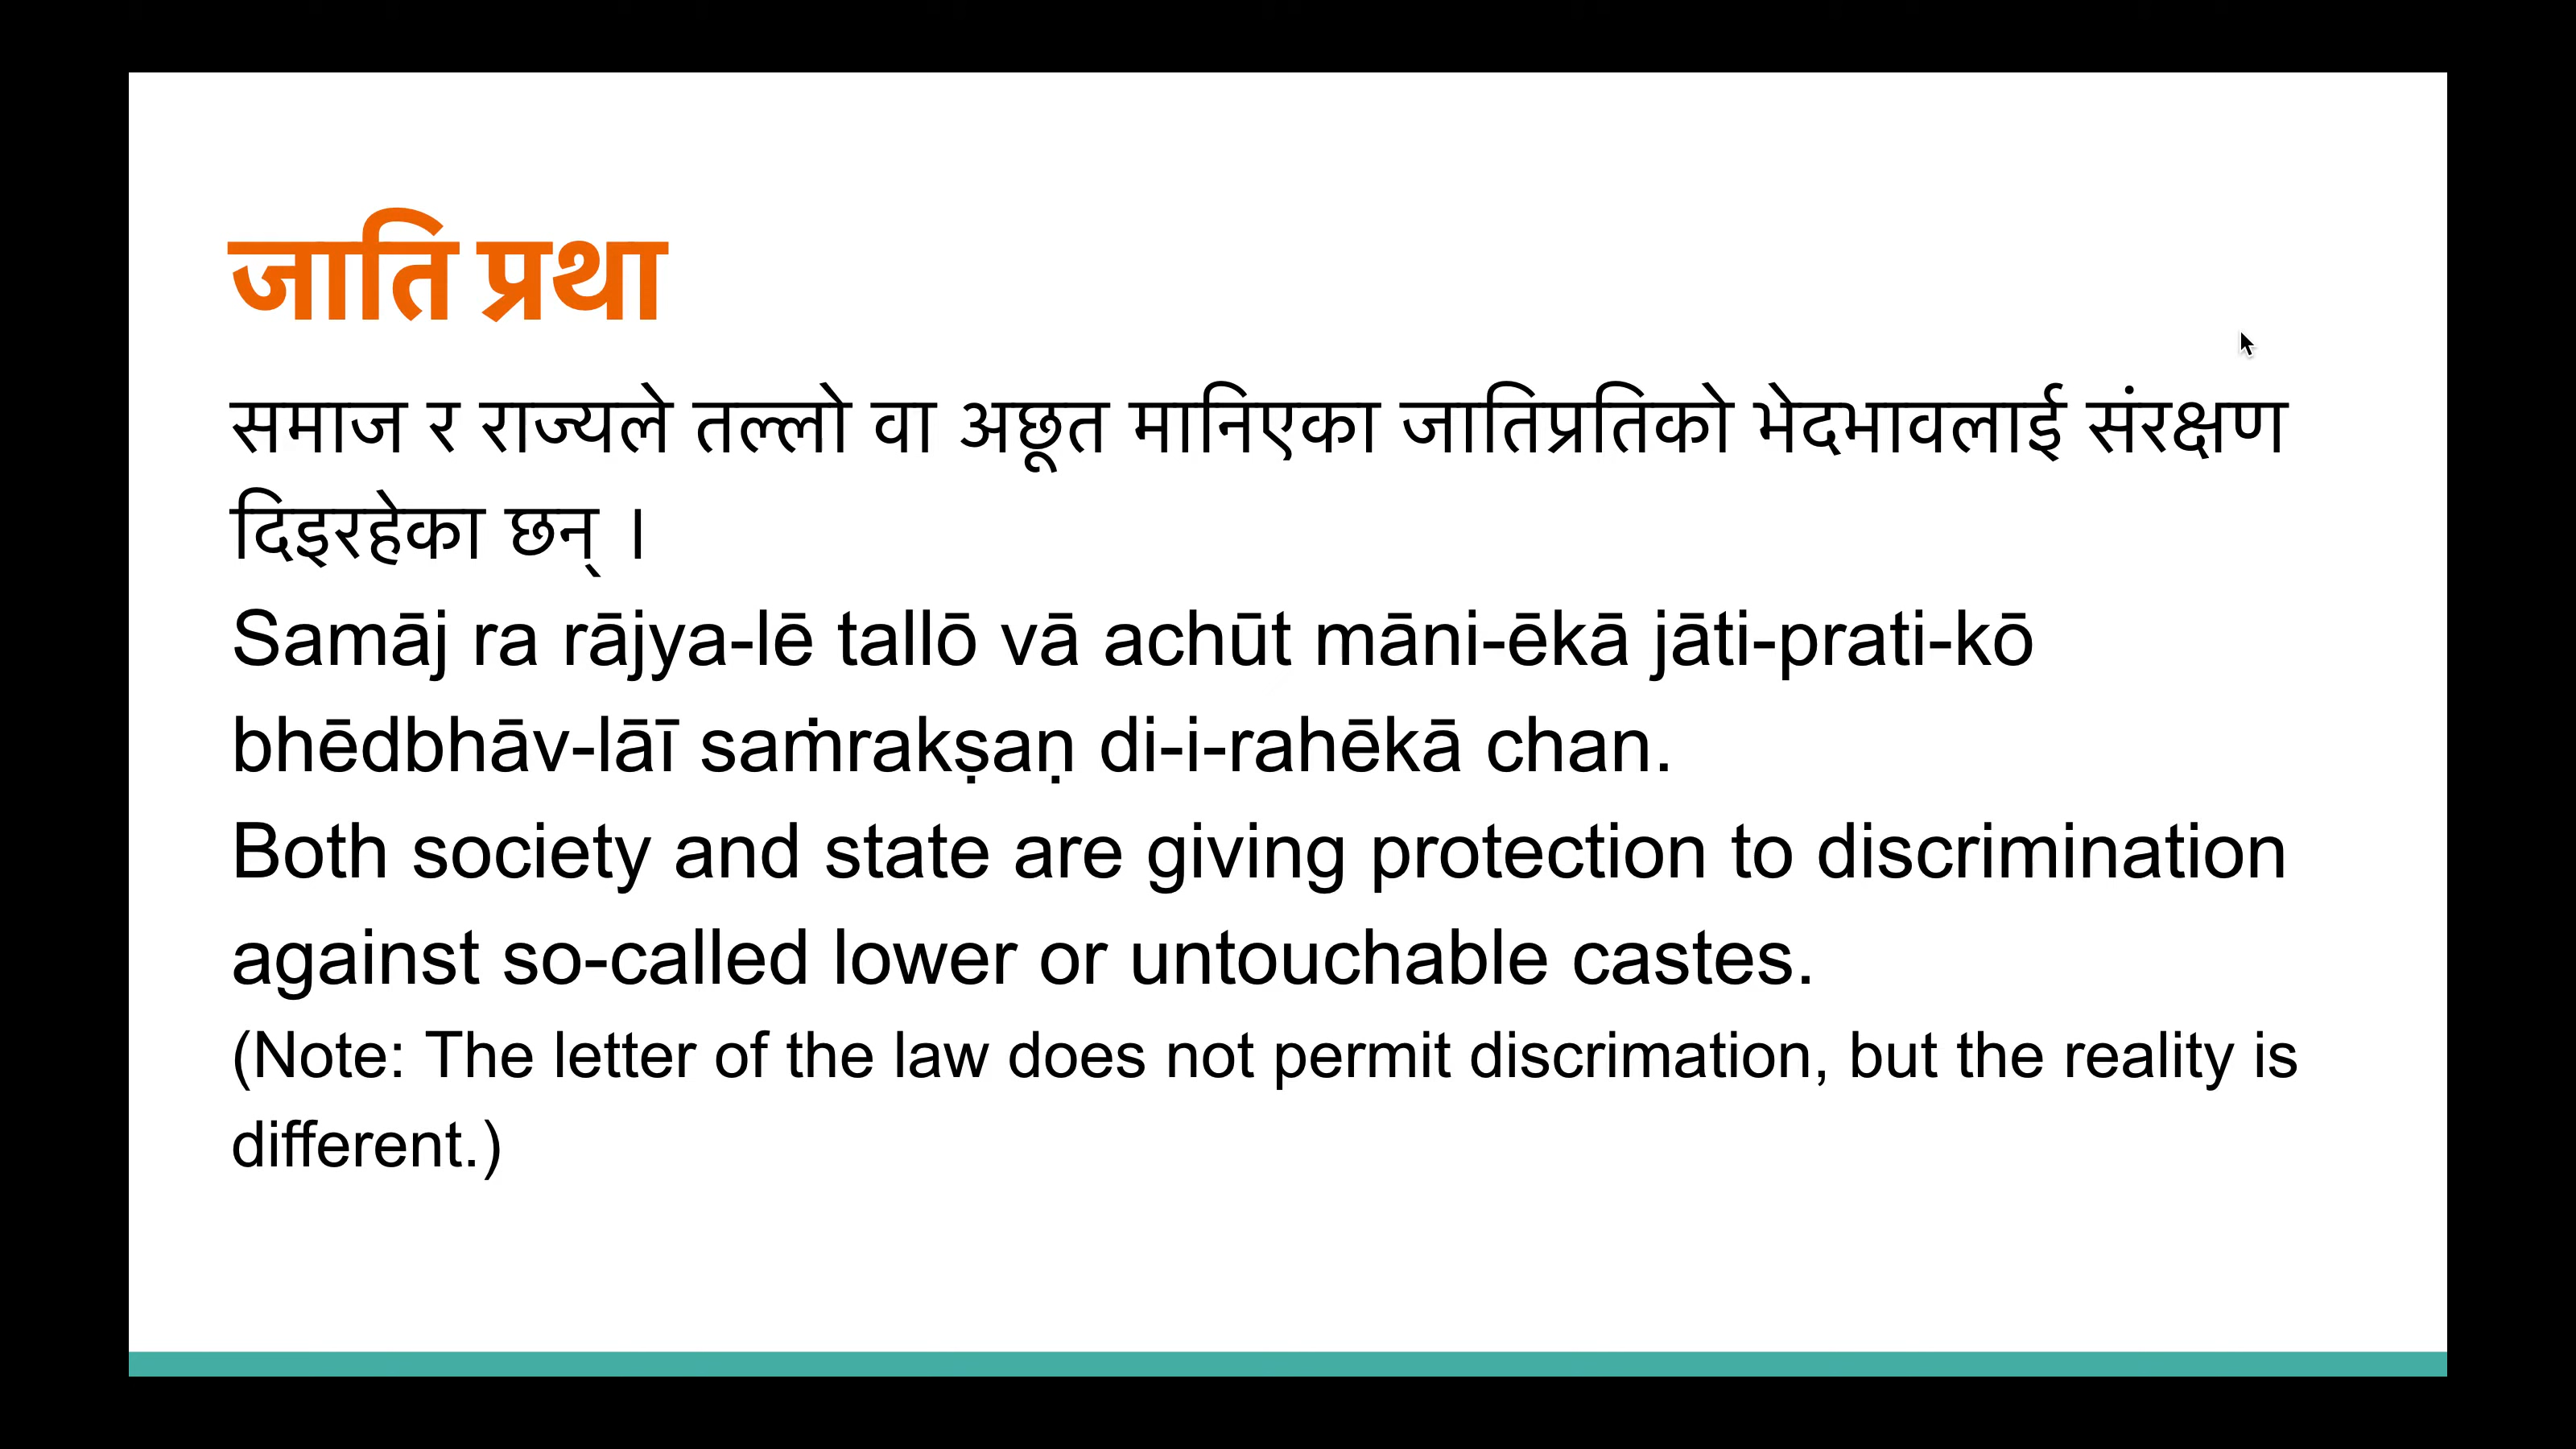 जाति प्रथा
समाज र राज्यले तल्लो वा अछूत मानिएका जातिप्रतिको भेदभावलाई संरक्षण
दिइरहेका छन् ।
Samāj ra rājya-lē tallō vā achūt māni-ēkā jāti-prati-kō
bhēdbhāv-lāī saṁrakṣaṇ di-i-rahēkā chan.
Both society and state are giving protection to discrimination
against so-called lower or untouchable castes.
(Note: The letter of the law does not permit discrimation, but the reality is
different.)